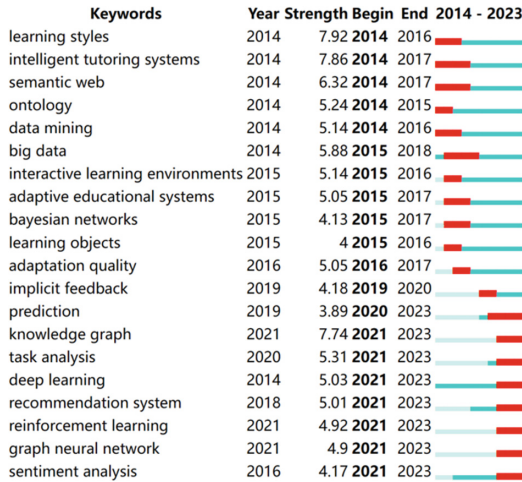 Keywords Year Strength Begin End 2014 - 2023
learning styles 2014 7.92 2014 2016
intelligent tutoring systems 2014 7.86 2014 2017
semantic web 2014 6.32 2014 2017
ontology 2014 5.24 2014 2015
data mining 2014 5.14 2014 2016
big data 2014 5.88 2015 2018
interactive learning environments 2015 5.14 2015 2016
adaptive educational systems 2015 5.05 2015 2017
bayesian networks 2015 4.13 2015 2017
learning objects 2015 4 2015 2016
adaptation quality 2016 5.05 2016 2017
implicit feedback 2019 4.18 2019 2020
prediction 2019 3.89 2020 2023
knowledge graph 2021 7.74 2021 2023
task analysis 2020 5.31 2021 2023
deep learning 2014 5.03 2021 2023
recommendation system 2018 5.01 2021 2023
reinforcement learning 2021 4.92 2021 2023
graph neural network 2021 4.9 2021 2023
sentiment analysis 2016 4.17 2021 2023